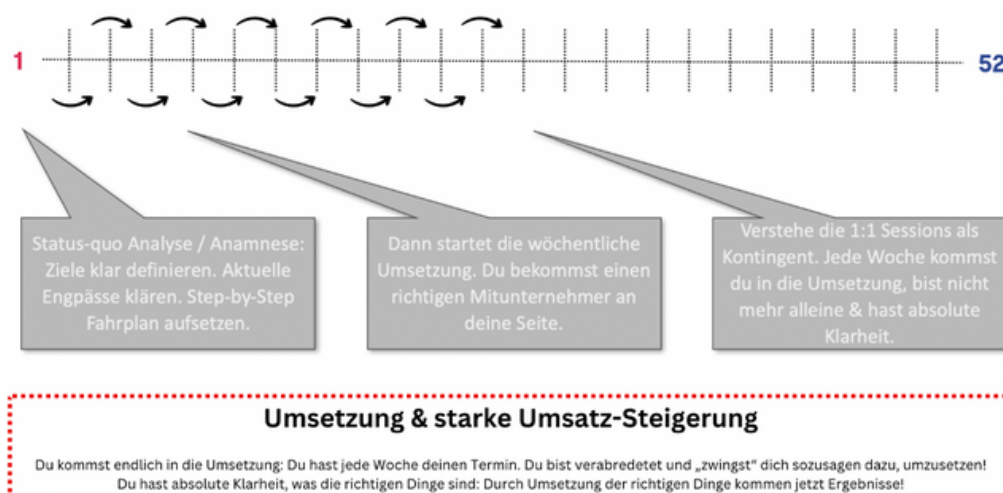 1
52
Status-quo Analyse / Anamnese:
Ziele klar definieren. Aktuelle
Engpässe klären. Step-by-Step
Fahrplan aufsetzen.
Dann startet die wöchentliche
Umsetzung. Du bekommst einen
richtigen Mitunternehmer an
deine Seite.
Verstehe die 1:1 Sessions als
Kontingent. Jede Woche kommst
du in die Umsetzung, bist nicht
mehr alleine & hast absolute
Klarheit.
Umsetzung & starke Umsatz-Steigerung
Du kommst endlich in die Umsetzung: Du hast jede Woche deinen Termin. Du bist verabredetet und „zwingst“ dich sozusagen dazu, umzusetzen!
Du hast absolute Klarheit, was die richtigen Dinge sind: Durch Umsetzung der richtigen Dinge kommen jetzt Ergebnisse!